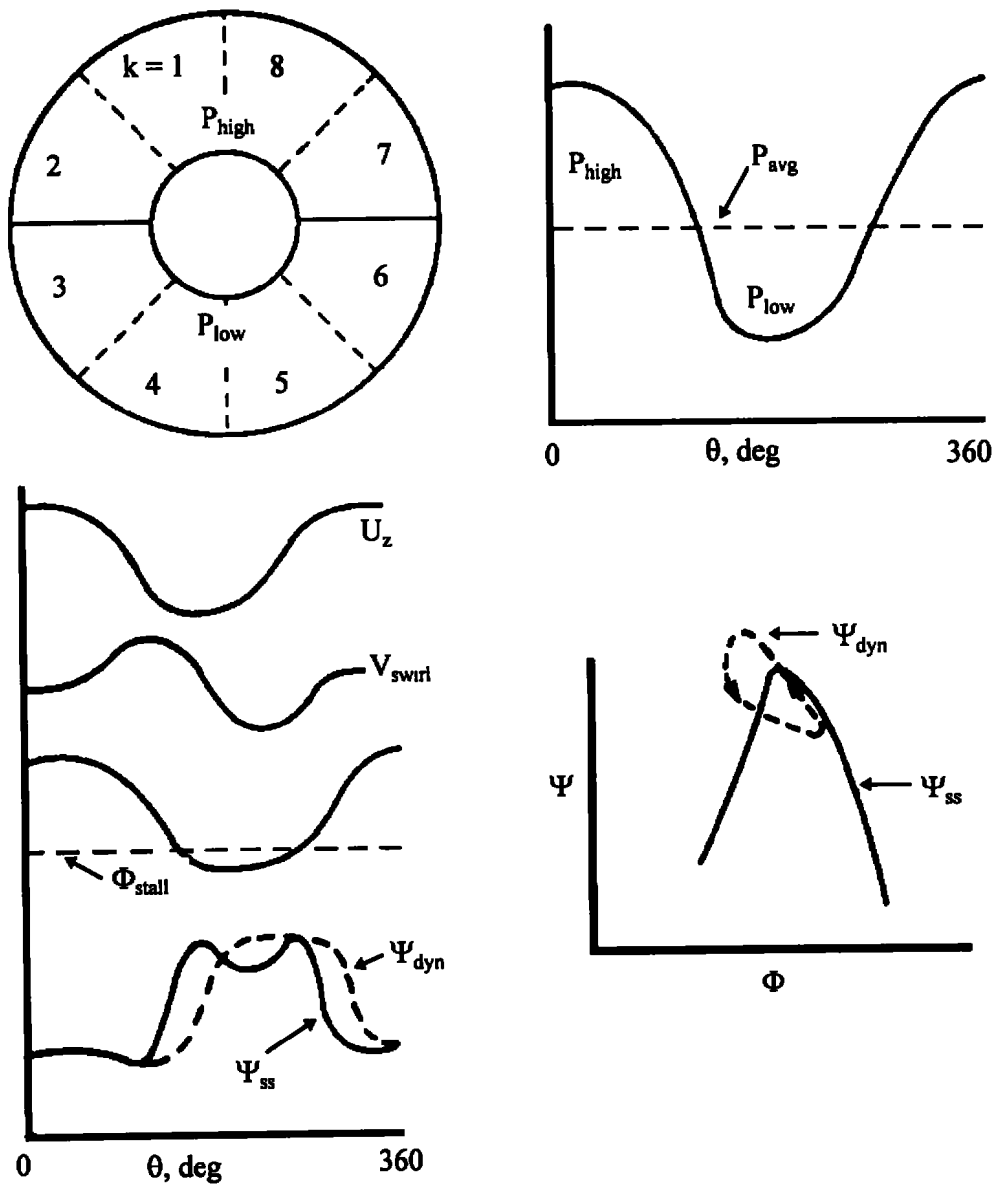 k = 1
8
P_high
2
7
3
6
P_low
4
5
P_high
P_avg
P_low
0
θ, deg
360
U_z
V_swirl
Φ_stall
Ψ_dyn
Ψ_ss
0
θ, deg
360
Ψ_dyn
Ψ
Ψ_ss
Φ